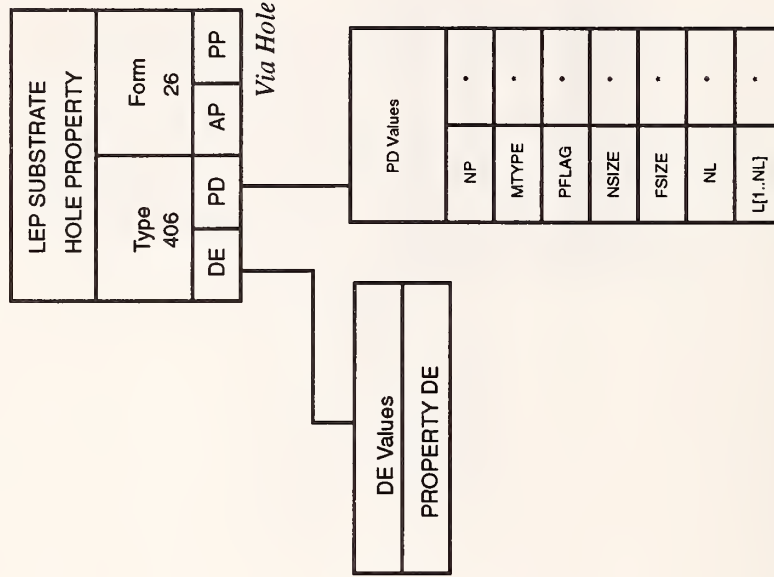 LEP SUBSTRATE
HOLE PROPERTY
Type
406
Form
26
DE PD AP PP
Via Hole
DE Values
PROPERTY DE
PD Values
NP •
MTYPE *
PFLAG •
NSIZE •
FSIZE *
NL •
L[1..NL] *